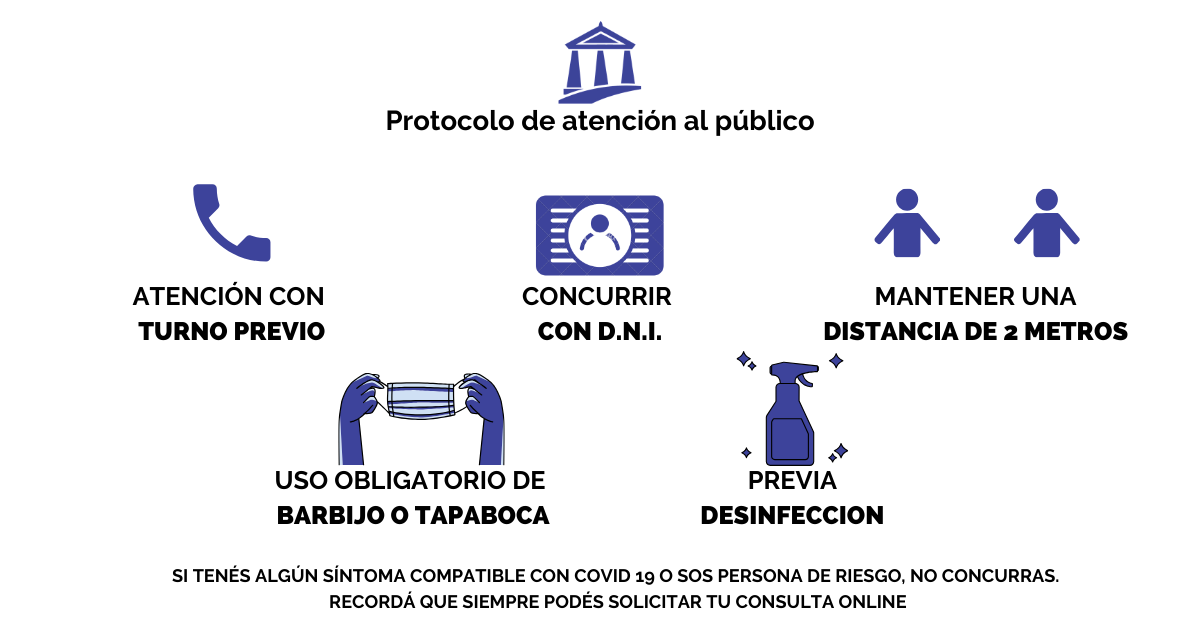 Protocolo de atención al público
ATENCIÓN CON
TURNO PREVIO
CONCURRIR
CON D.N.I.
MANTENER UNA
DISTANCIA DE 2 METROS
USO OBLIGATORIO DE
BARBIJO O TAPABOCA
PREVIA
DESINFECCION
SI TENÉS ALGÚN SÍNTOMA COMPATIBLE CON COVID 19 O SOS PERSONA DE RIESGO, NO CONCURRAS.
RECORDÁ QUE SIEMPRE PODÉS SOLICITAR TU CONSULTA ONLINE